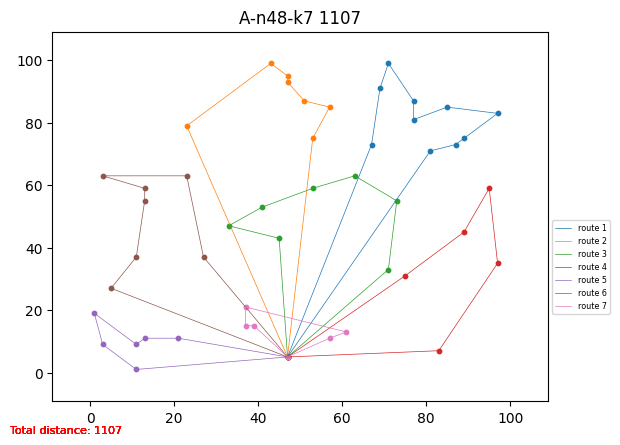 A-n48-k7 1107
100
80
60
40
20
0
0 20 40 60 80 100
route 1
route 2
route 3
route 4
route 5
route 6
route 7
Total distance: 1107